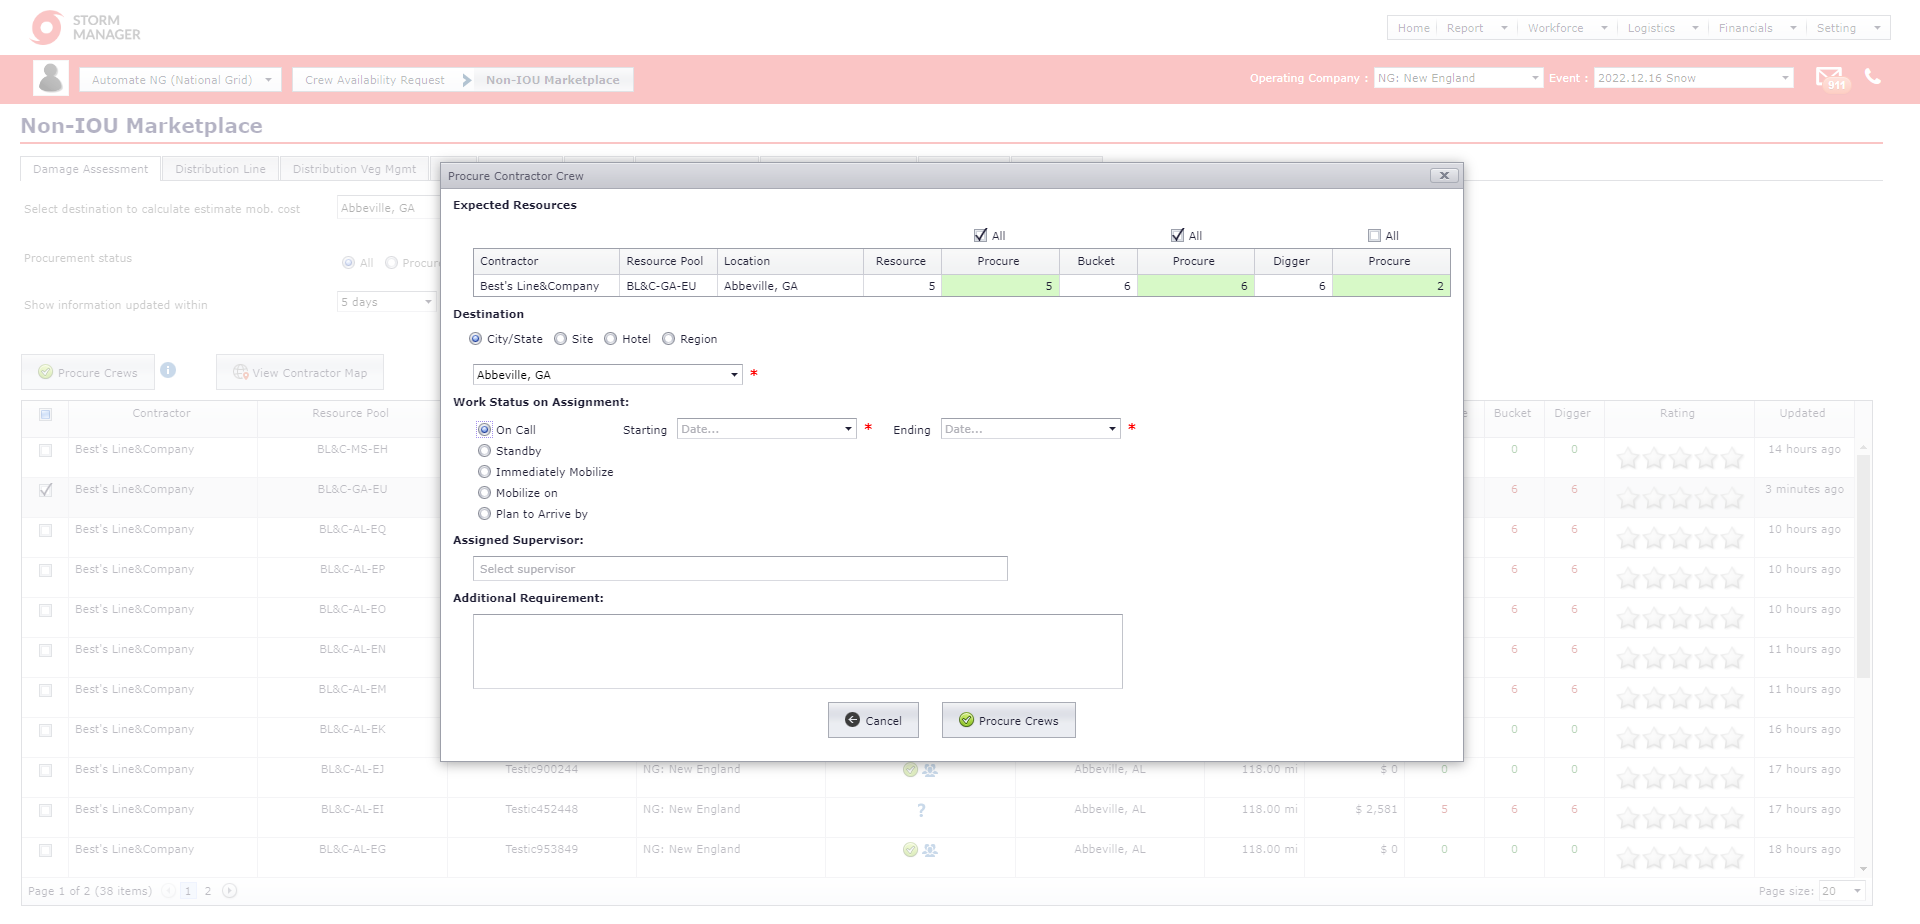 STORM
MANAGER
Home Report Workforce Logistics Financials Setting
Automate NG (National Grid) Crew Availability Request Non-IOU Marketplace Operating Company : NG: New England Event : 2022.12.16 Snow 911
Non-IOU Marketplace
Damage Assessment Distribution Line Distribution Veg Mgmt
Select destination to calculate estimate mob. cost Abbeville, GA
Procurement status All
Show information updated within 5 days
Procure Crews View Contractor Map
Procure Contractor Crew
Expected Resources
All All All
Contractor Resource Pool Location Resource Procure Bucket Procure Digger Procure
Best's Line&Company BL&C-GA-EU Abbeville, GA 5 5 6 6 6 2
Destination
City/State Site Hotel Region
Abbeville, GA *
Work Status on Assignment:
On Call Starting Date... * Ending Date... *
Standby
Immediately Mobilize
Mobilize on
Plan to Arrive by
Assigned Supervisor:
Select supervisor
Additional Requirement:
Cancel Procure Crews
Contractor Resource Pool Bucket Digger Rating Updated
Best's Line&Company BL&C-MS-EH 0 0 14 hours ago
Best's Line&Company BL&C-GA-EU 6 6 3 minutes ago
Best's Line&Company BL&C-AL-EQ 6 6 10 hours ago
Best's Line&Company BL&C-AL-EP 6 6 10 hours ago
Best's Line&Company BL&C-AL-EO 6 6 10 hours ago
Best's Line&Company BL&C-AL-EN 6 6 11 hours ago
Best's Line&Company BL&C-AL-EM 6 6 11 hours ago
Best's Line&Company BL&C-AL-EK 0 0 16 hours ago
Best's Line&Company BL&C-AL-EJ Testic900244 NG: New England Abbeville, AL 118.00 mi $ 0 0 0 0 17 hours ago
Best's Line&Company BL&C-AL-EI Testic452448 NG: New England ? Abbeville, AL 118.00 mi $ 2,581 5 6 6 17 hours ago
Best's Line&Company BL&C-AL-EG Testic953849 NG: New England Abbeville, AL 118.00 mi $ 0 0 0 0 18 hours ago
Page 1 of 2 (38 items) 1 2 Page size: 20